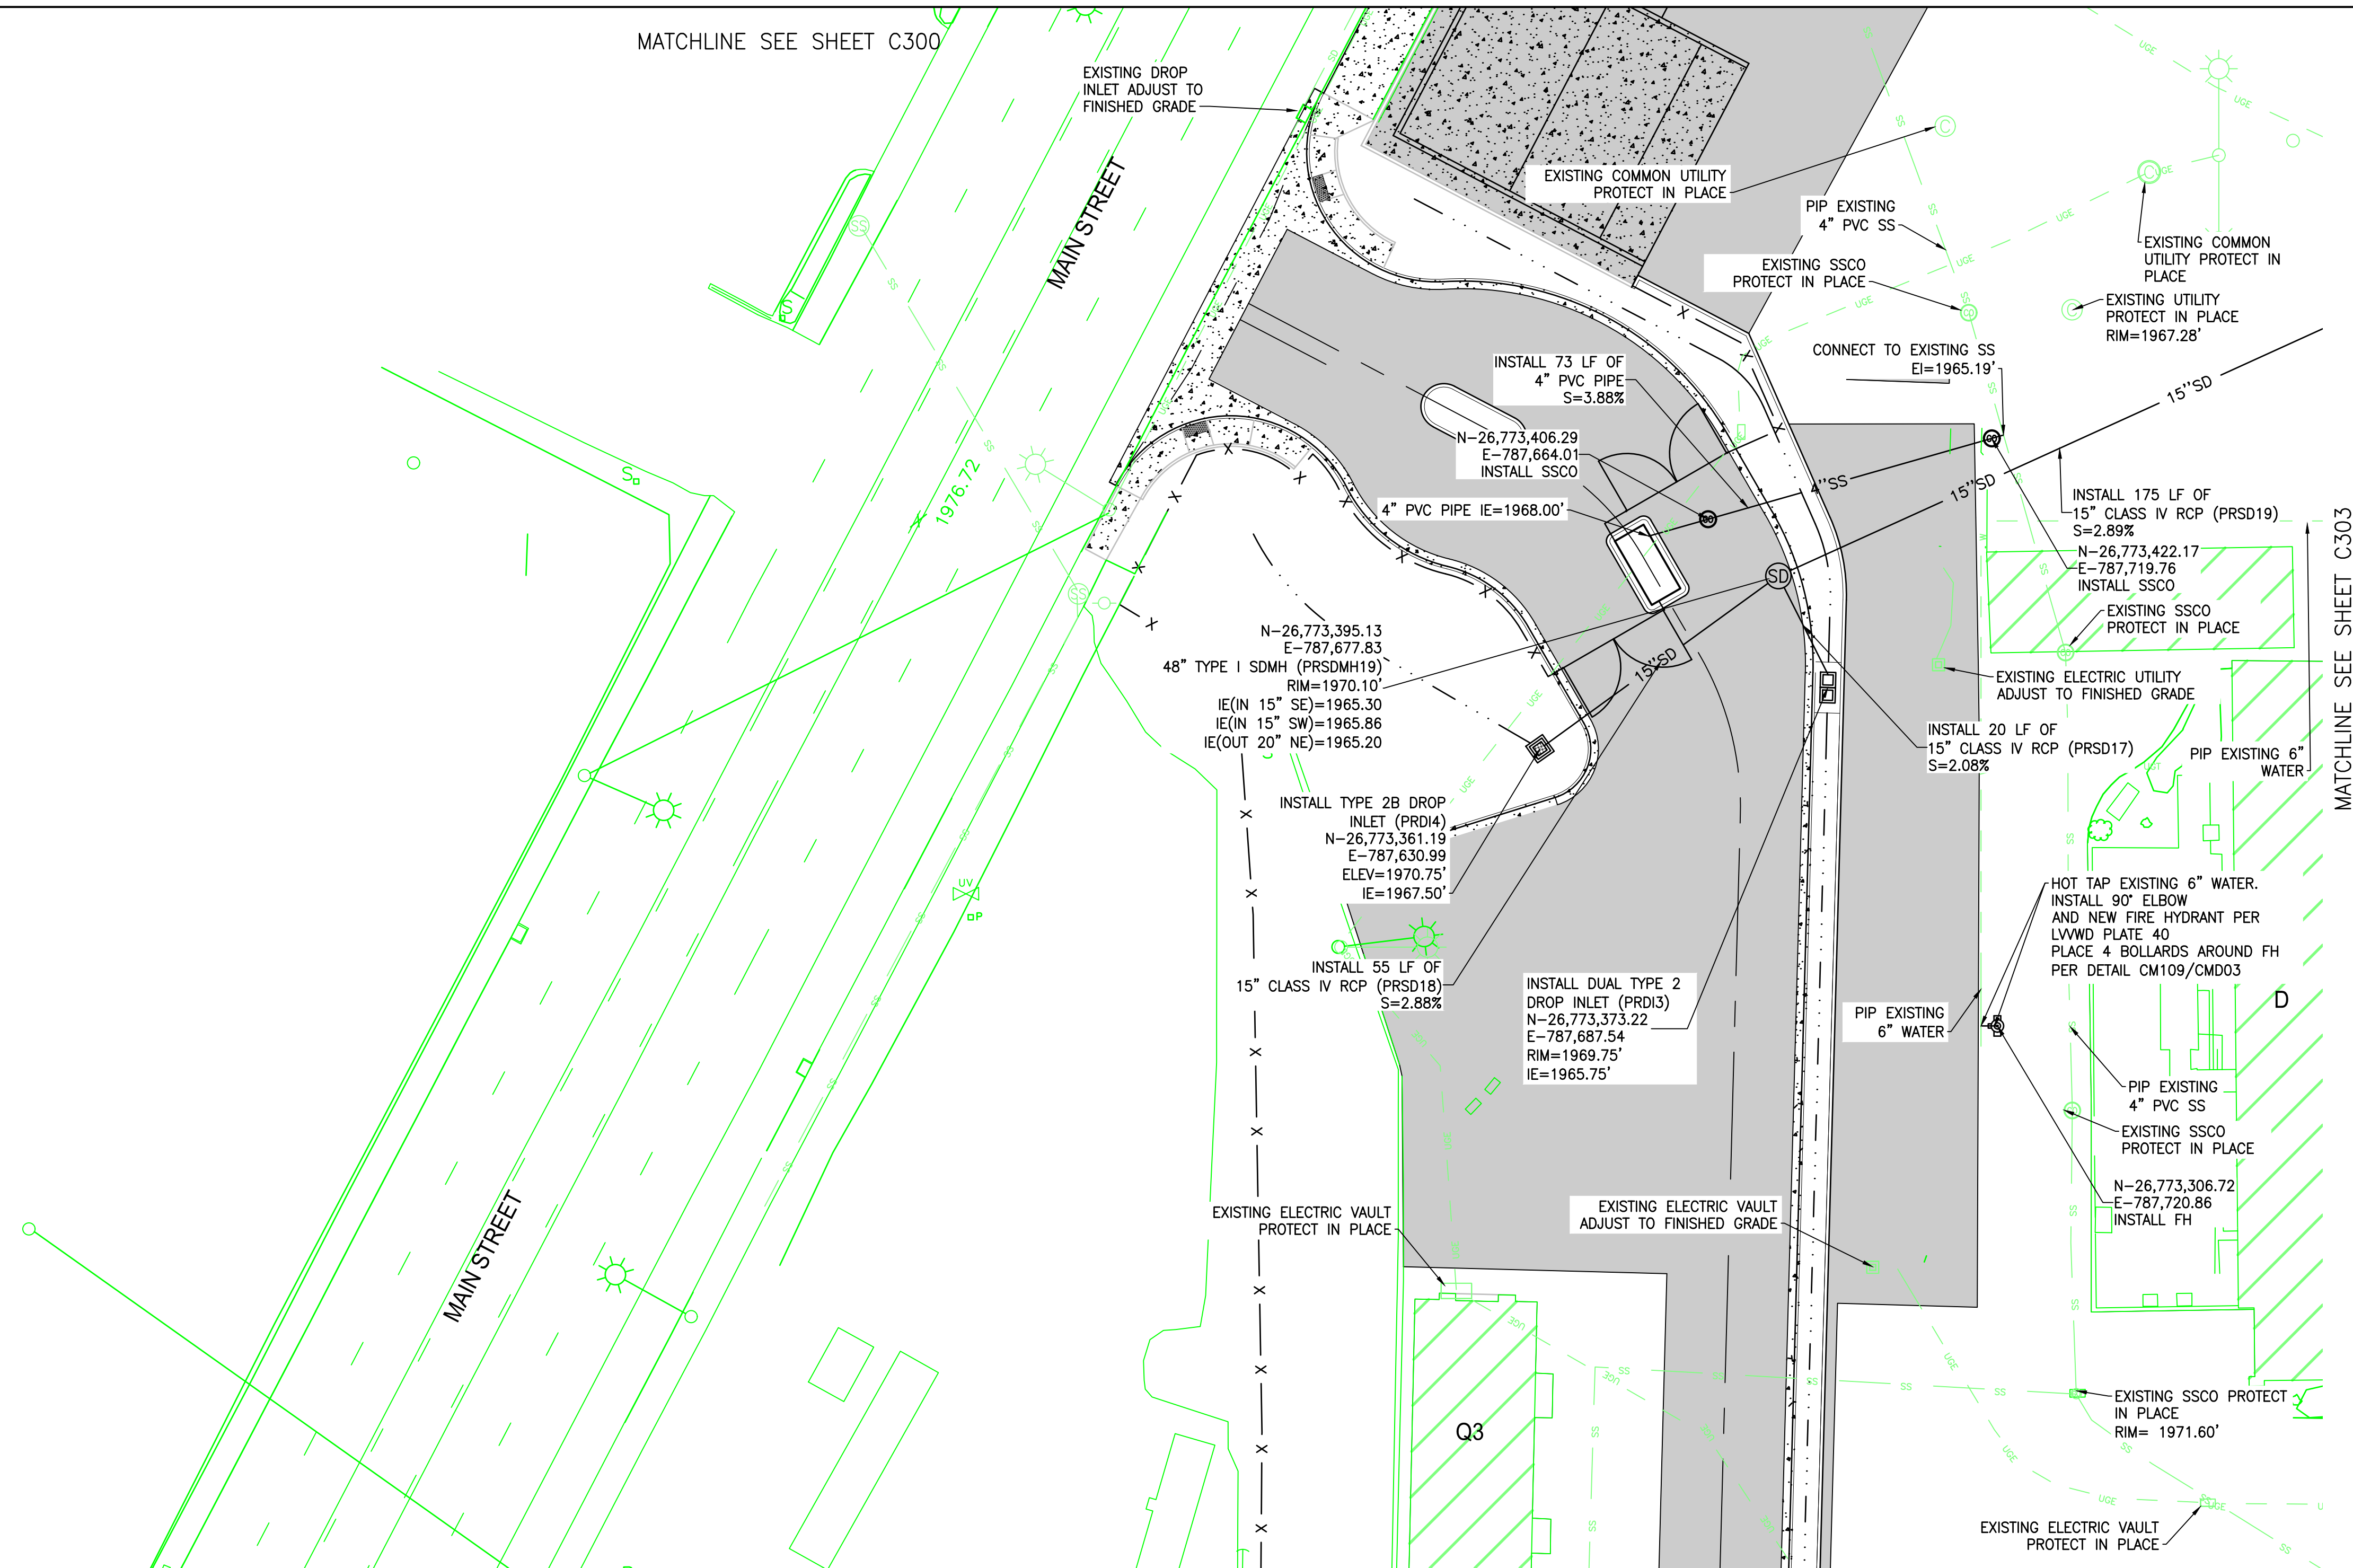 MATCHLINE SEE SHEET C300
EXISTING DROP
INLET ADJUST TO
FINISHED GRADE
MAIN STREET
EXISTING COMMON UTILITY
PROTECT IN PLACE
PIP EXISTING
4" PVC SS
EXISTING SSCO
PROTECT IN PLACE
EXISTING COMMON
UTILITY PROTECT IN
PLACE
EXISTING UTILITY
PROTECT IN PLACE
RIM=1967.28'
CONNECT TO EXISTING SS
EI=1965.19'
INSTALL 73 LF OF
4" PVC PIPE
S=3.88%
N-26,773,406.29
E-787,664.01
INSTALL SSCO
4" PVC PIPE IE=1968.00'
4''SS
15''SD
15''SD
15''SD
SD
1976.72
INSTALL 175 LF OF
15" CLASS IV RCP (PRSD19)
S=2.89%
N-26,773,422.17
E-787,719.76
INSTALL SSCO
EXISTING SSCO
PROTECT IN PLACE
MATCHLINE SEE SHEET C303
N-26,773,395.13
E-787,677.83
48" TYPE I SDMH (PRSDMH19)
RIM=1970.10'
IE(IN 15" SE)=1965.30
IE(IN 15" SW)=1965.86
IE(OUT 20" NE)=1965.20
EXISTING ELECTRIC UTILITY
ADJUST TO FINISHED GRADE
INSTALL 20 LF OF
15" CLASS IV RCP (PRSD17)
S=2.08%
PIP EXISTING 6"
WATER
INSTALL TYPE 2B DROP
INLET (PRDI4)
N-26,773,361.19
E-787,630.99
ELEV=1970.75'
IE=1967.50'
INSTALL 55 LF OF
15" CLASS IV RCP (PRSD18)
S=2.88%
INSTALL DUAL TYPE 2
DROP INLET (PRDI3)
N-26,773,373.22
E-787,687.54
RIM=1969.75'
IE=1965.75'
HOT TAP EXISTING 6" WATER.
INSTALL 90° ELBOW
AND NEW FIRE HYDRANT PER
LVVWD PLATE 40
PLACE 4 BOLLARDS AROUND FH
PER DETAIL CM109/CMD03
D
PIP EXISTING
6" WATER
PIP EXISTING
4" PVC SS
EXISTING SSCO
PROTECT IN PLACE
N-26,773,306.72
E-787,720.86
INSTALL FH
EXISTING ELECTRIC VAULT
PROTECT IN PLACE
EXISTING ELECTRIC VAULT
ADJUST TO FINISHED GRADE
MAIN STREET
Q3
UV
P
S
S
SS
SS
UGE
EXISTING SSCO PROTECT
IN PLACE
RIM= 1971.60'
EXISTING ELECTRIC VAULT
PROTECT IN PLACE